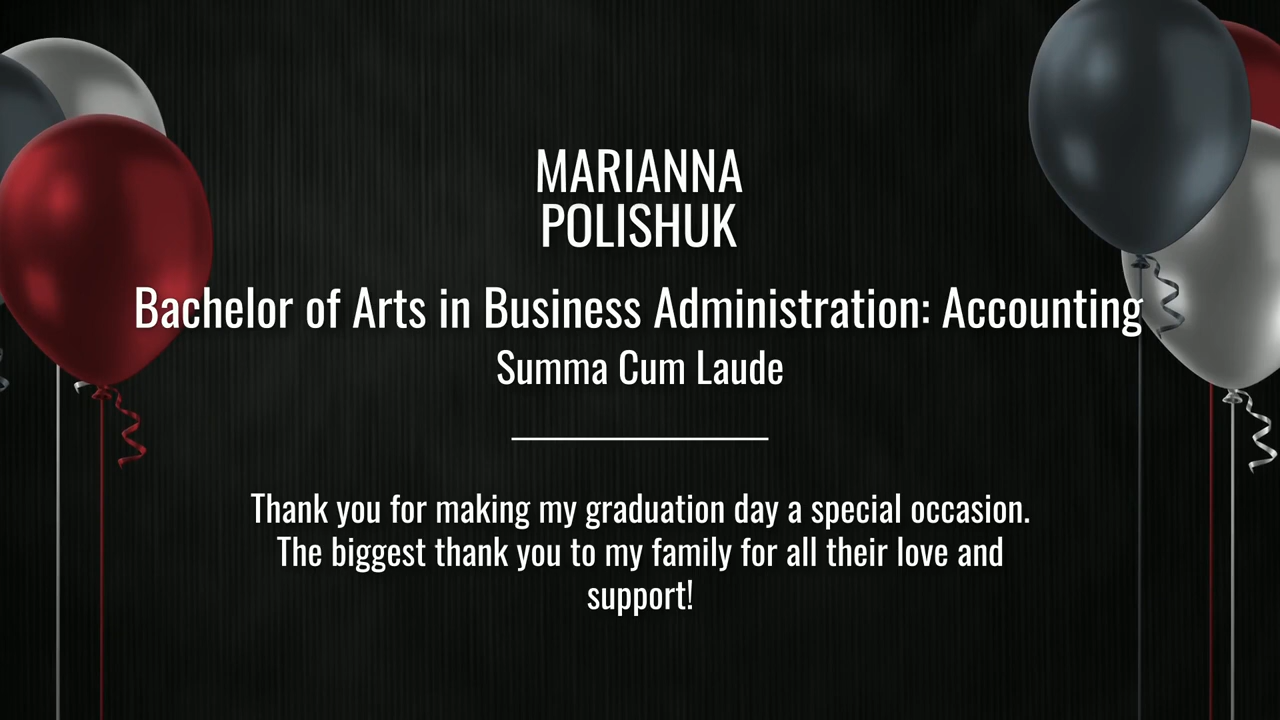 MARIANNA
POLISHUK
Bachelor of Arts in Business Administration: Accounting
Summa Cum Laude
Thank you for making my graduation day a special occasion.
The biggest thank you to my family for all their love and
support!